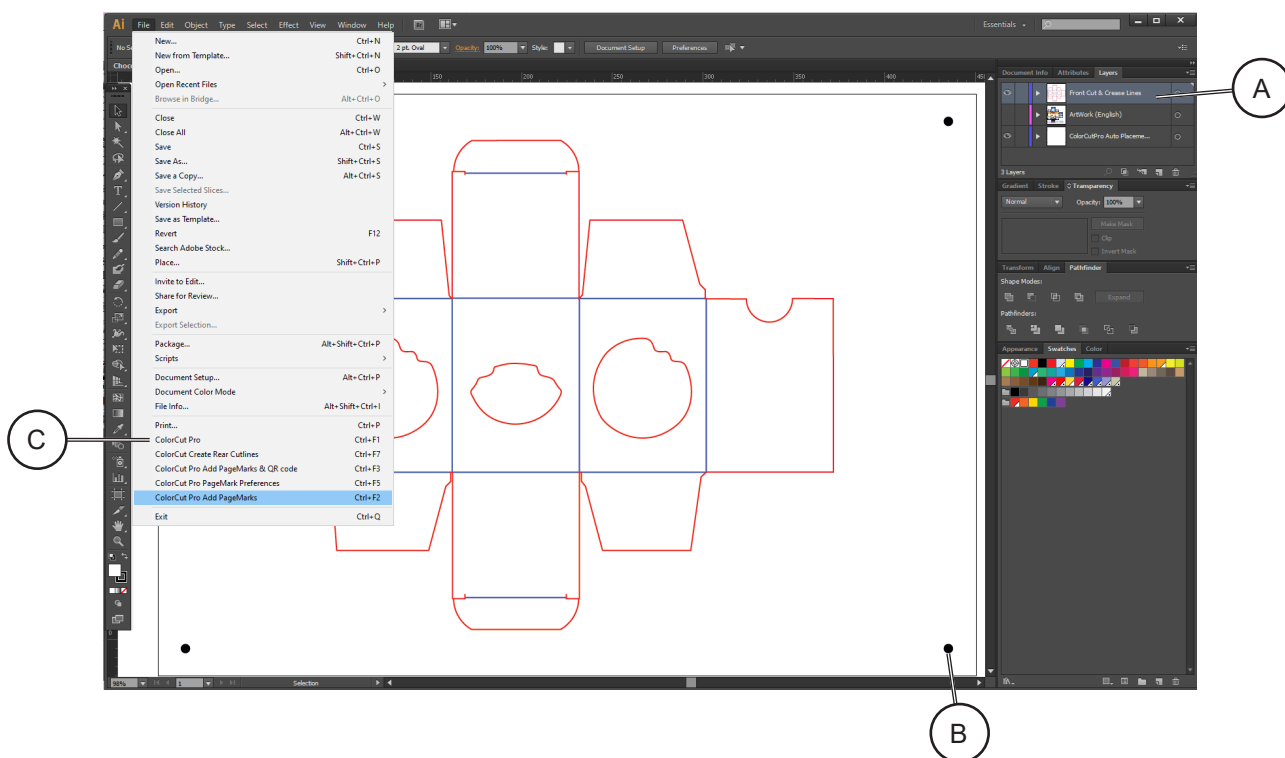 Ai File Edit Object Type Select Effect View Window Help Br Essentials
No Se 2 pt. Oval Opacity: 100% Style: Document Setup Preferences
Choco
150 200 250 300 350 400 450
New... Ctrl+N
New from Template... Shift+Ctrl+N
Open... Ctrl+O
Open Recent Files
Browse in Bridge... Alt+Ctrl+O
Close Ctrl+W
Close All Alt+Ctrl+W
Save Ctrl+S
Save As... Shift+Ctrl+S
Save a Copy... Alt+Ctrl+S
Save Selected Slices...
Version History
Save as Template...
Revert F12
Search Adobe Stock...
Place... Shift+Ctrl+P
Invite to Edit...
Share for Review...
Export
Export Selection...
Package... Alt+Shift+Ctrl+P
Scripts
Document Setup... Alt+Ctrl+P
Document Color Mode
File Info... Alt+Shift+Ctrl+I
Print... Ctrl+P
ColorCut Pro Ctrl+F1
ColorCut Create Rear Cutlines Ctrl+F7
ColorCut Pro Add PageMarks & QR code Ctrl+F3
ColorCut Pro PageMark Preferences Ctrl+F5
ColorCut Pro Add PageMarks Ctrl+F2
Exit Ctrl+Q
Document Info Attributes Layers
Front Cut & Crease Lines
ArtWork (English)
ColorCutPro Auto Placeme...
3 Layers
Gradient Stroke Transparency
Normal Opacity: 100%
Make Mask
Clip
Invert Mask
Transform Align Pathfinder
Shape Modes:
Expand
Pathfinders:
Appearance Swatches Color
98% 1 Selection
A
B
C